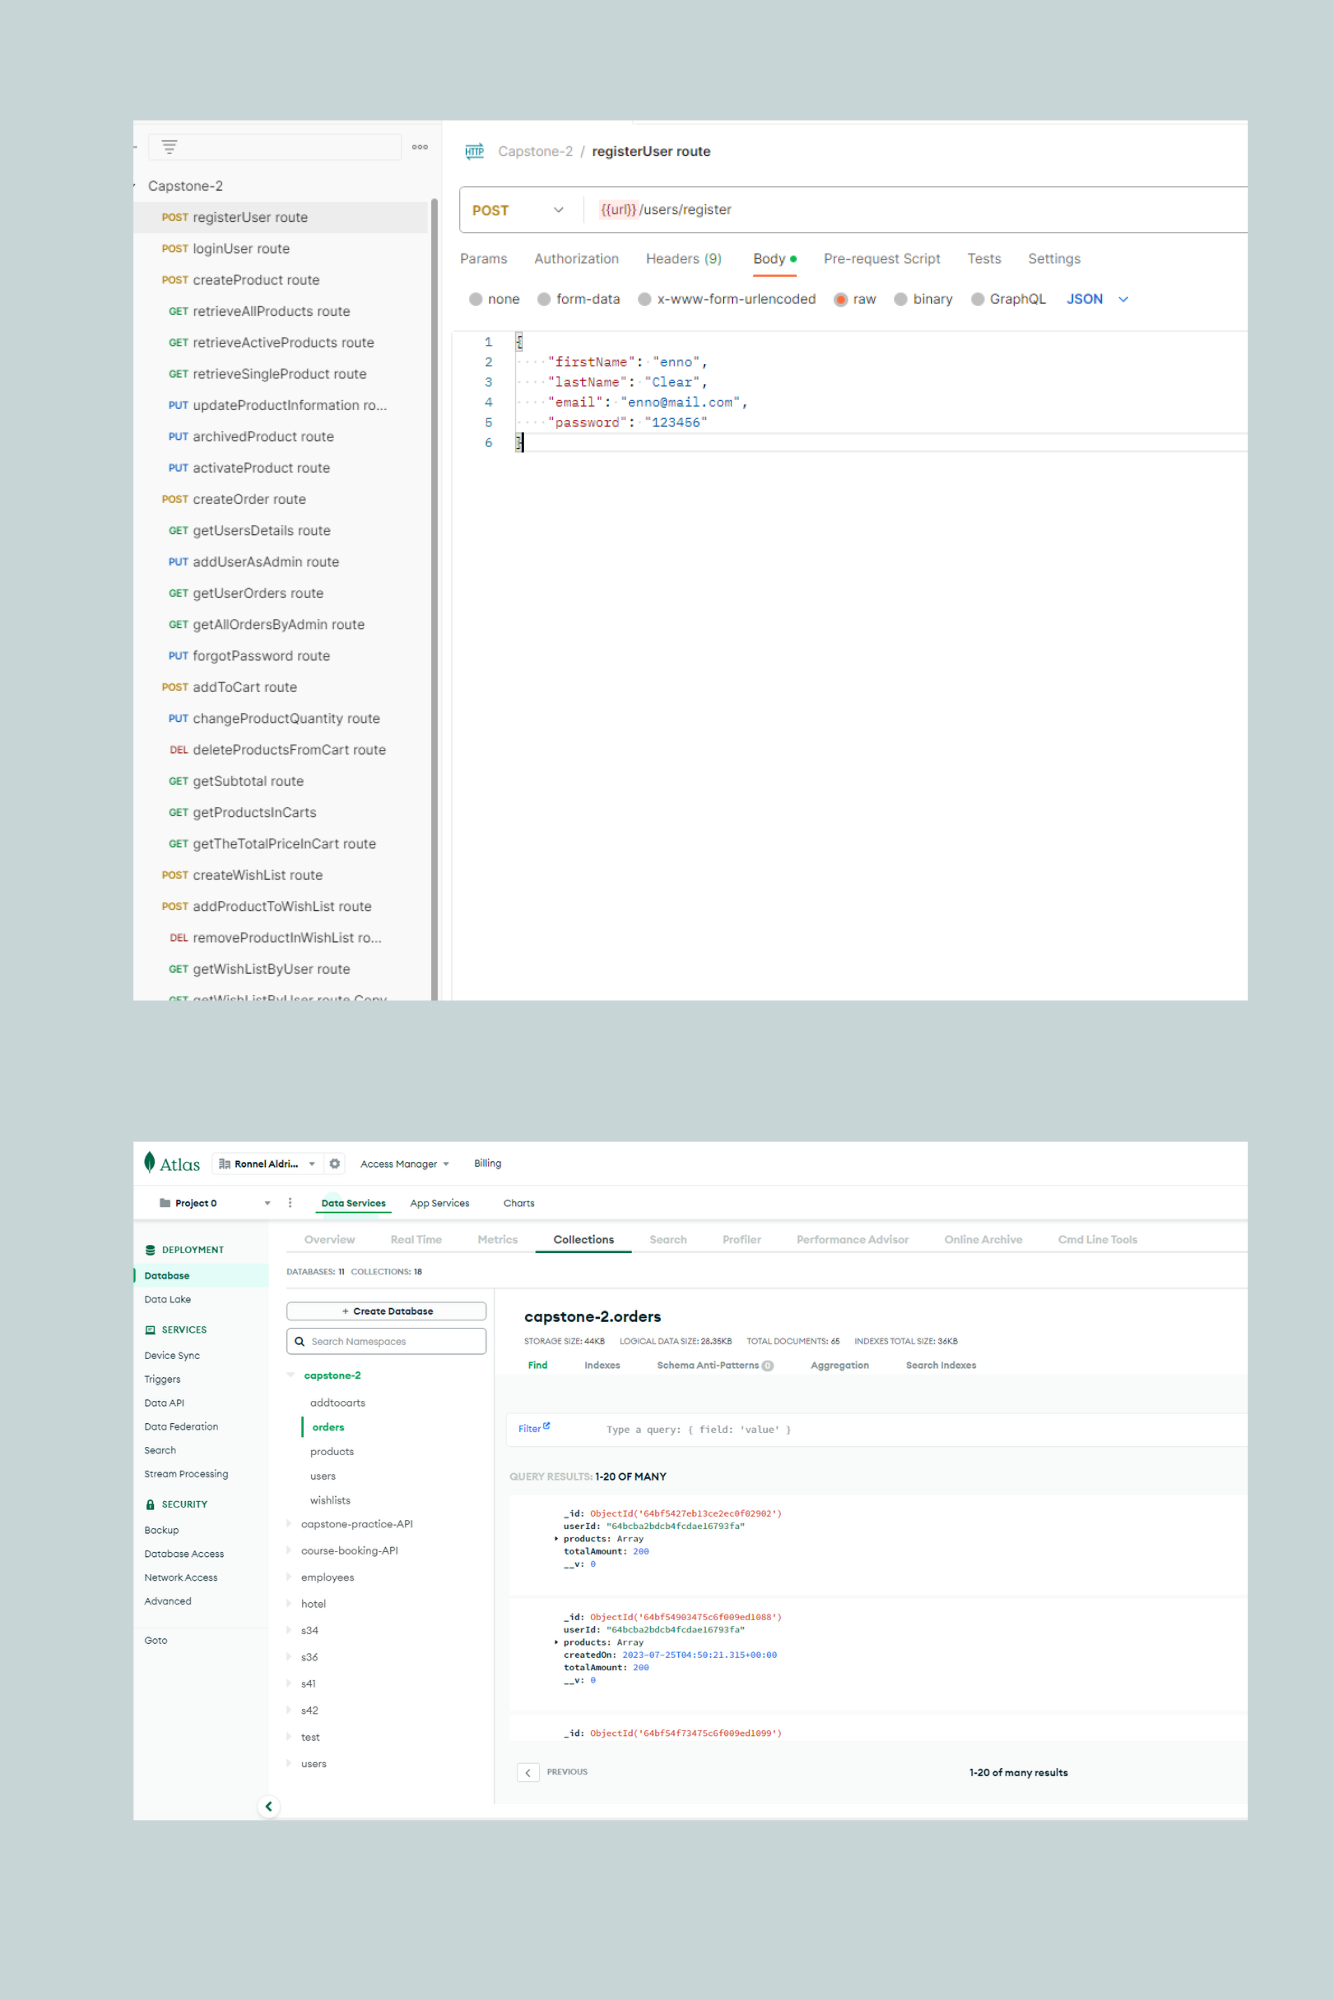 Capstone-2
POST registerUser route
POST loginUser route
POST createProduct route
GET retrieveAllProducts route
GET retrieveActiveProducts route
GET retrieveSingleProduct route
PUT updateProductInformation ro...
PUT archivedProduct route
PUT activateProduct route
POST createOrder route
GET getUsersDetails route
PUT addUserAsAdmin route
GET getUserOrders route
GET getAllOrdersByAdmin route
PUT forgotPassword route
POST addToCart route
PUT changeProductQuantity route
DEL deleteProductsFromCart route
GET getSubtotal route
GET getProductsInCarts
GET getTheTotalPriceInCart route
POST createWishList route
POST addProductToWishList route
DEL removeProductInWishList ro...
GET getWishListByUser route
GET getWishListByUser route Copy
HTTP Capstone-2 / registerUser route
POST {{url}}/users/register
Params Authorization Headers (9) Body Pre-request Script Tests Settings
none form-data x-www-form-urlencoded raw binary GraphQL JSON
1 {
2 "firstName": "enno",
3 "lastName": "Clear",
4 "email": "enno@mail.com",
5 "password": "123456"
6 }
Atlas Ronnel Aldri... Access Manager Billing
Project 0 Data Services App Services Charts
DEPLOYMENT
Database
Data Lake
SERVICES
Device Sync
Triggers
Data API
Data Federation
Search
Stream Processing
SECURITY
Backup
Database Access
Network Access
Advanced
Goto
Overview Real Time Metrics Collections Search Profiler Performance Advisor Online Archive Cmd Line Tools
DATABASES: 11 COLLECTIONS: 18
+ Create Database
Search Namespaces
capstone-2
addtocarts
orders
products
users
wishlists
capstone-practice-API
course-booking-API
employees
hotel
s34
s36
s41
s42
test
users
capstone-2.orders
STORAGE SIZE: 44KB LOGICAL DATA SIZE: 28.35KB TOTAL DOCUMENTS: 65 INDEXES TOTAL SIZE: 36KB
Find Indexes Schema Anti-Patterns 0 Aggregation Search Indexes
Filter Type a query: { field: 'value' }
QUERY RESULTS: 1-20 OF MANY
_id: ObjectId('64bf5427eb13ce2ec0f02902')
userId: "64bcba2bdcb4fcdae16793fa"
products: Array
totalAmount: 200
__v: 0
_id: ObjectId('64bf54903475c6f009ed1088')
userId: "64bcba2bdcb4fcdae16793fa"
products: Array
createdOn: 2023-07-25T04:50:21.315+00:00
totalAmount: 200
__v: 0
_id: ObjectId('64bf54f73475c6f009ed1099')
PREVIOUS 1-20 of many results